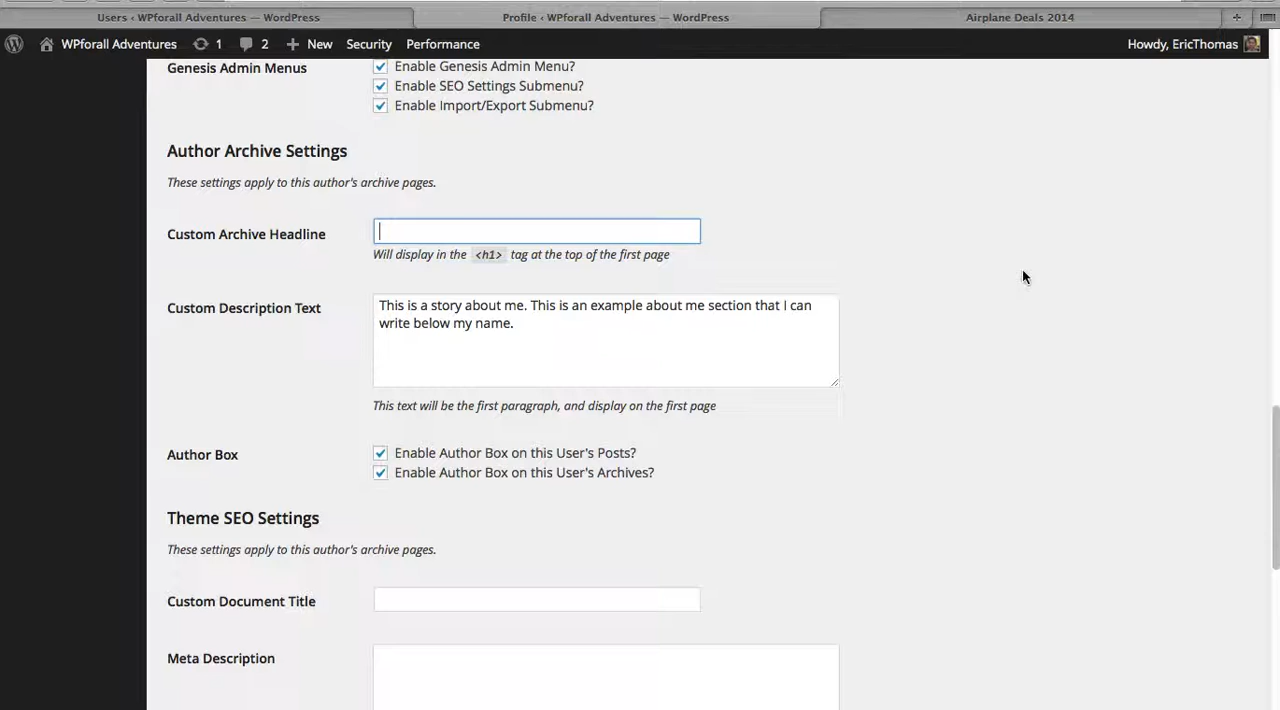 Users ‹ WPforall Adventures — WordPress
Profile ‹ WPforall Adventures — WordPress
Airplane Deals 2014
WPforall Adventures 1 2 New Security Performance
Howdy, EricThomas
Genesis Admin Menus
Enable Genesis Admin Menu?
Enable SEO Settings Submenu?
Enable Import/Export Submenu?
Author Archive Settings
These settings apply to this author's archive pages.
Custom Archive Headline
Will display in the <h1> tag at the top of the first page
Custom Description Text
This is a story about me. This is an example about me section that I can
write below my name.
This text will be the first paragraph, and display on the first page
Author Box
Enable Author Box on this User's Posts?
Enable Author Box on this User's Archives?
Theme SEO Settings
These settings apply to this author's archive pages.
Custom Document Title
Meta Description